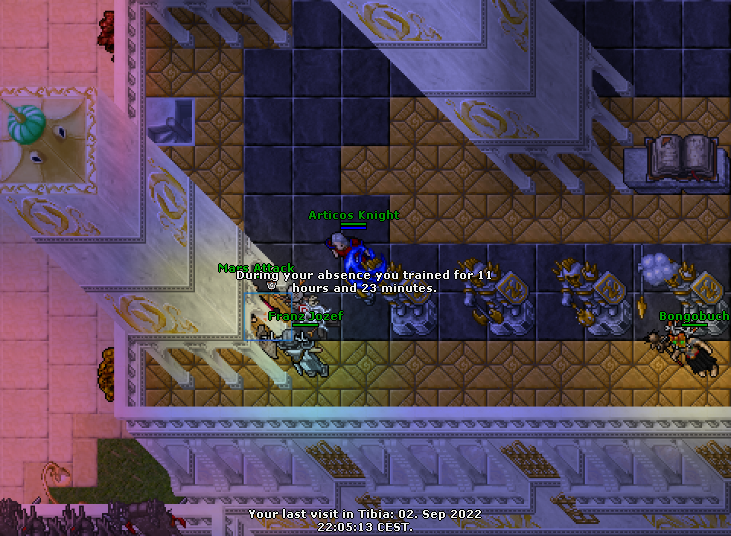 Articos Knight
Mass Attack
During your absence you trained for 11
hours and 23 minutes.
Franz Jozef
Bongobuch
Your last visit in Tibia: 02. Sep 2022
22:05:13 CEST.